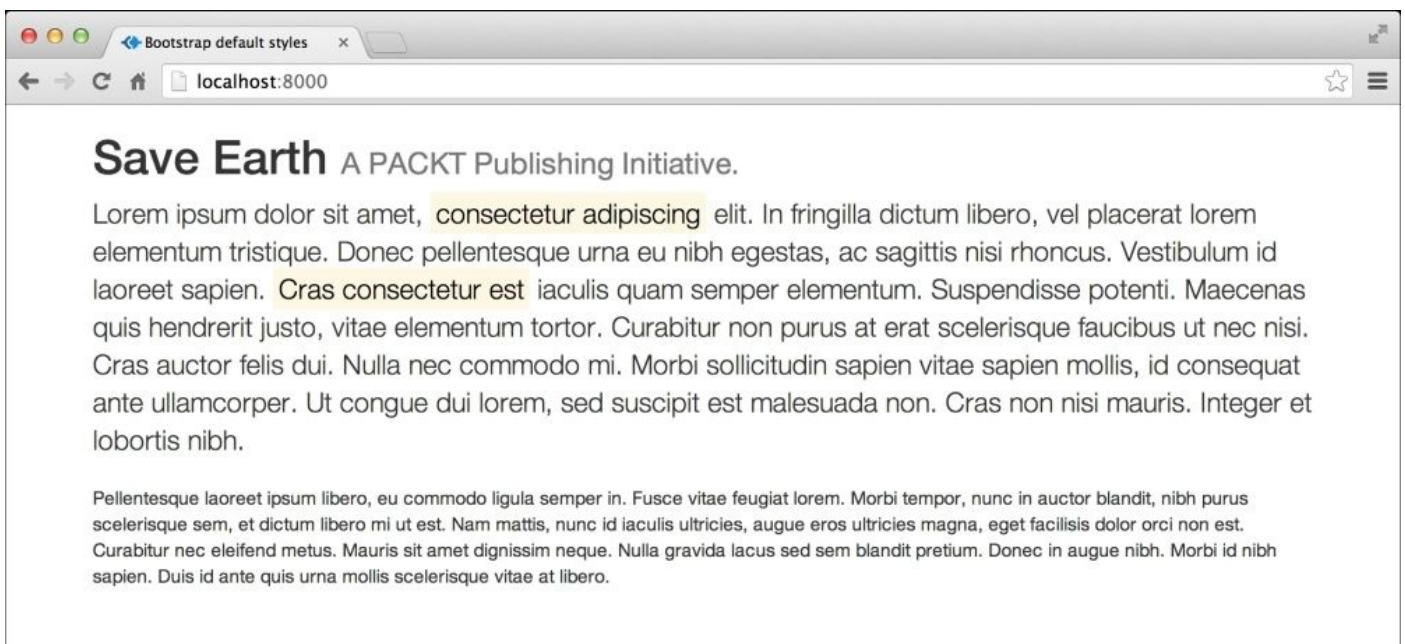 Bootstrap default styles
localhost:8000
Save Earth A PACKT Publishing Initiative.
Lorem ipsum dolor sit amet, consectetur adipiscing elit. In fringilla dictum libero, vel placerat lorem
elementum tristique. Donec pellentesque urna eu nibh egestas, ac sagittis nisi rhoncus. Vestibulum id
laoreet sapien. Cras consectetur est iaculis quam semper elementum. Suspendisse potenti. Maecenas
quis hendrerit justo, vitae elementum tortor. Curabitur non purus at erat scelerisque faucibus ut nec nisi.
Cras auctor felis dui. Nulla nec commodo mi. Morbi sollicitudin sapien vitae sapien mollis, id consequat
ante ullamcorper. Ut congue dui lorem, sed suscipit est malesuada non. Cras non nisi mauris. Integer et
lobortis nibh.
Pellentesque laoreet ipsum libero, eu commodo ligula semper in. Fusce vitae feugiat lorem. Morbi tempor, nunc in auctor blandit, nibh purus
scelerisque sem, et dictum libero mi ut est. Nam mattis, nunc id iaculis ultricies, augue eros ultricies magna, eget facilisis dolor orci non est.
Curabitur nec eleifend metus. Mauris sit amet dignissim neque. Nulla gravida lacus sed sem blandit pretium. Donec in augue nibh. Morbi id nibh
sapien. Duis id ante quis urna mollis scelerisque vitae at libero.